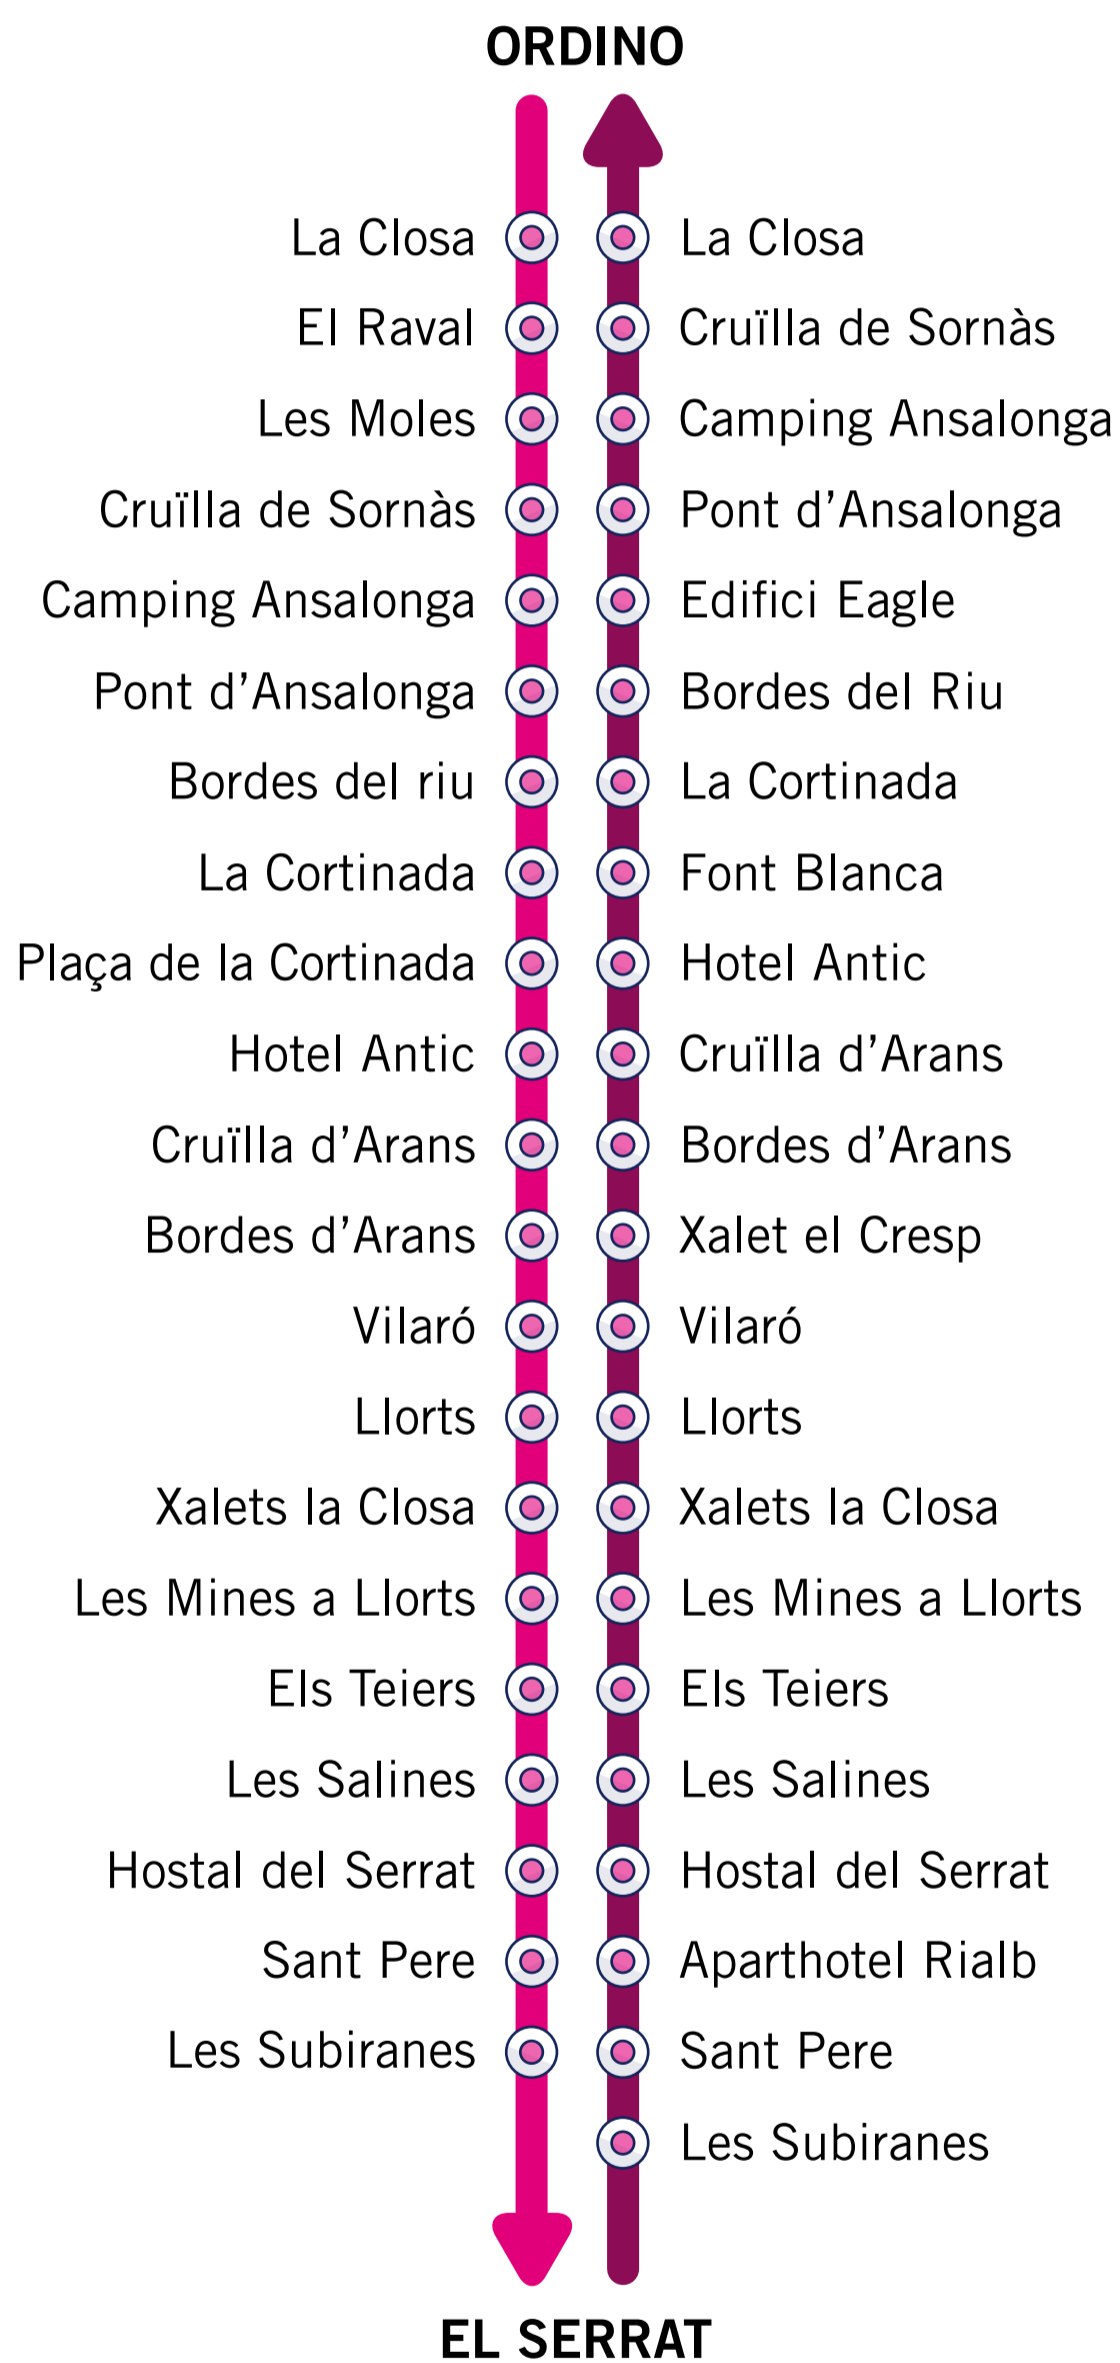 ORDINO
La Closa
El Raval
Les Moles
Cruïlla de Sornàs
Camping Ansalonga
Pont d’Ansalonga
Bordes del riu
La Cortinada
Plaça de la Cortinada
Hotel Antic
Cruïlla d’Arans
Bordes d’Arans
Vilaró
Llorts
Xalets la Closa
Les Mines a Llorts
Els Teiers
Les Salines
Hostal del Serrat
Sant Pere
Les Subiranes
La Closa
Cruïlla de Sornàs
Camping Ansalonga
Pont d’Ansalonga
Edifici Eagle
Bordes del Riu
La Cortinada
Font Blanca
Hotel Antic
Cruïlla d’Arans
Bordes d’Arans
Xalet el Cresp
Vilaró
Llorts
Xalets la Closa
Les Mines a Llorts
Els Teiers
Les Salines
Hostal del Serrat
Aparthotel Rialb
Sant Pere
Les Subiranes
EL SERRAT